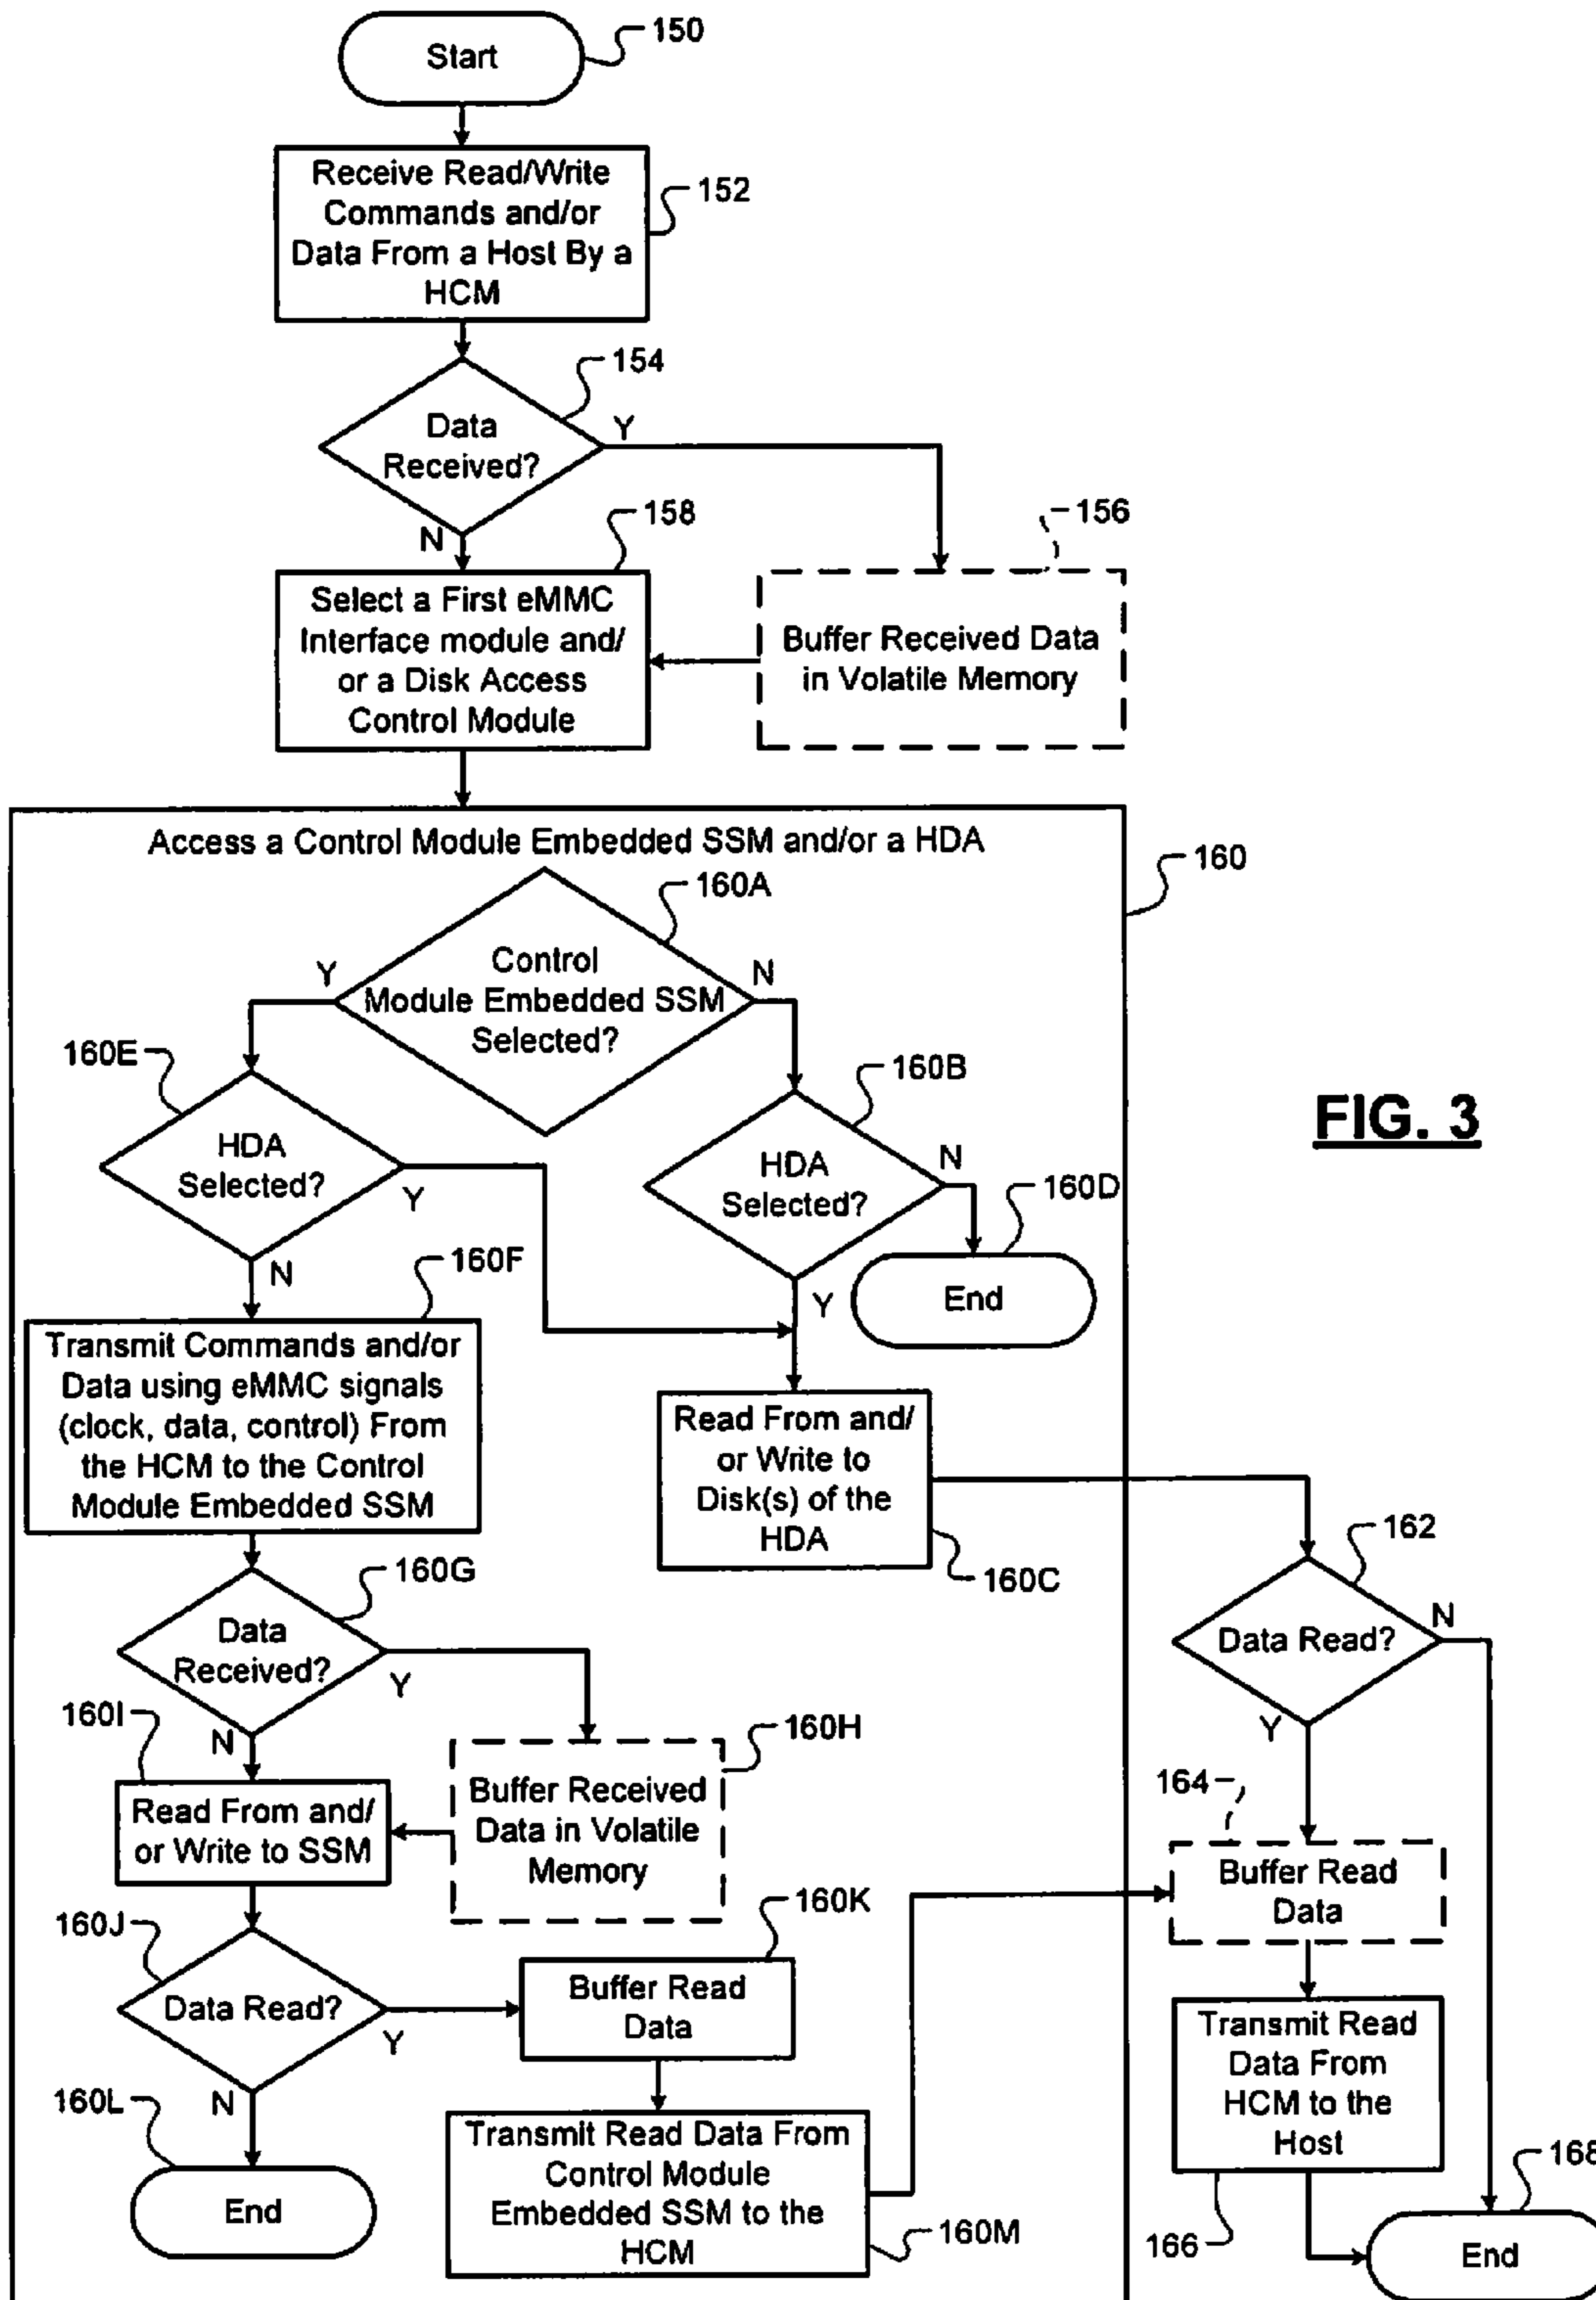 Start
150
Receive Read/Write
Commands and/or
Data From a Host By a
HCM
152
154
Data
Received?
Y
N
158
156
Select a First eMMC
Interface module and/
or a Disk Access
Control Module
Buffer Received Data
in Volatile Memory
Access a Control Module Embedded SSM and/or a HDA
160
160A
Control
Module Embedded SSM
Selected?
Y
N
160E
160B
HDA
Selected?
Y
N
HDA
Selected?
N
Y
160D
End
FIG. 3
160F
Transmit Commands and/or
Data using eMMC signals
(clock, data, control) From
the HCM to the Control
Module Embedded SSM
Read From and/
or Write to
Disk(s) of the
HDA
160C
162
Data Read?
N
Y
160G
Data
Received?
Y
N
160I
160H
Read From and/
or Write to SSM
Buffer Received
Data in Volatile
Memory
164
Buffer Read
Data
160J
160K
Data Read?
Y
N
Buffer Read
Data
160L
End
Transmit Read Data From
Control Module
Embedded SSM to the
HCM
160M
Transmit Read
Data From
HCM to the
Host
166
168
End